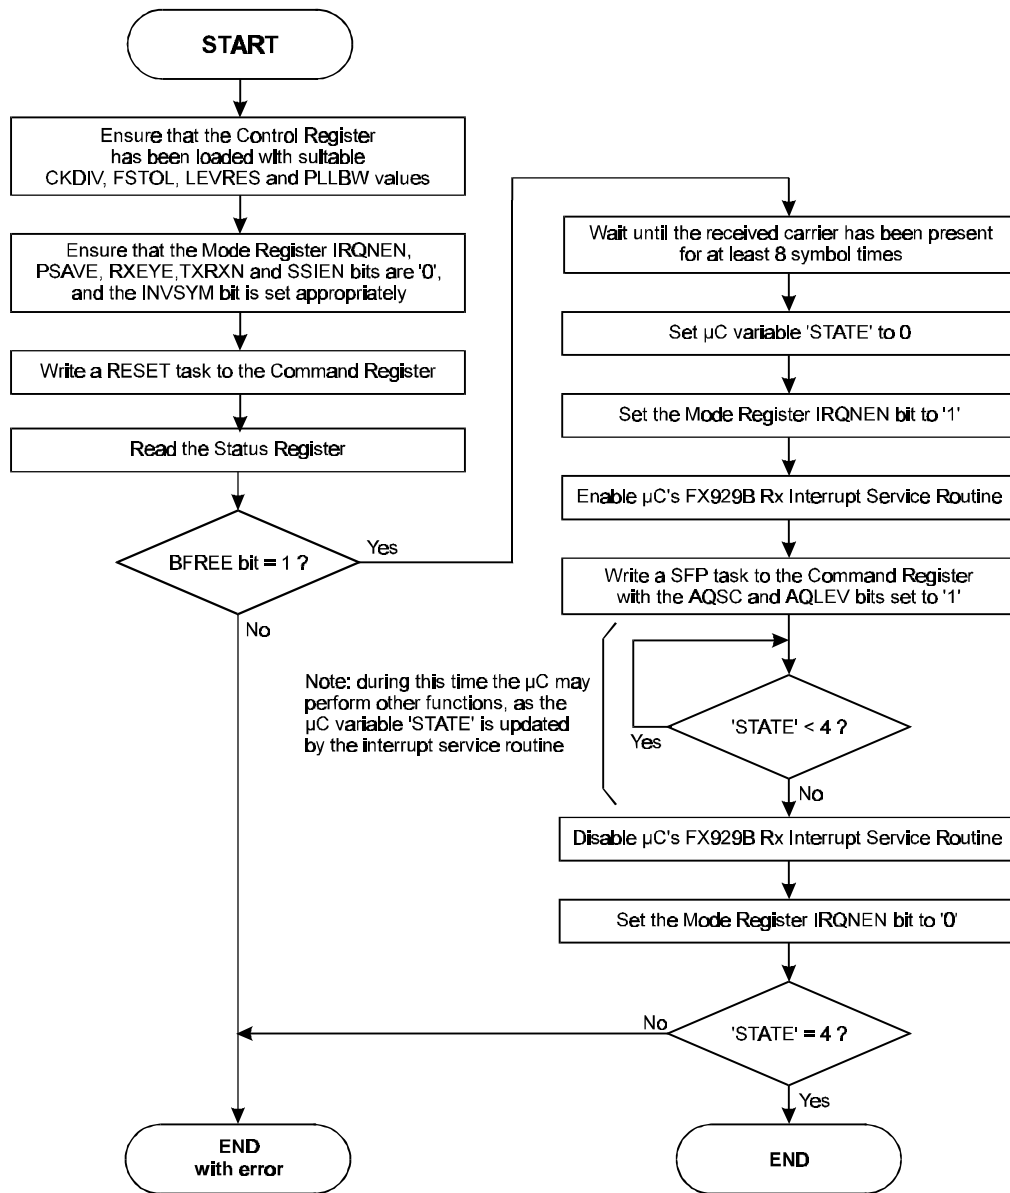 START
Ensure that the Control Register
has been loaded with suitable
CKDIV, FSTOL, LEVRES and PLLBW values
Ensure that the Mode Register IRQNEN,
PSAVE, RXEYE,TXRXN and SSIEN bits are '0',
and the INVSYM bit is set appropriately
Write a RESET task to the Command Register
Read the Status Register
BFREE bit = 1 ?
Yes
No
Wait until the received carrier has been present
for at least 8 symbol times
Set µC variable 'STATE' to 0
Set the Mode Register IRQNEN bit to '1'
Enable µC's FX929B Rx Interrupt Service Routine
Write a SFP task to the Command Register
with the AQSC and AQLEV bits set to '1'
Note: during this time the µC may
perform other functions, as the
µC variable 'STATE' is updated
by the interrupt service routine
'STATE' < 4 ?
Yes
No
Disable µC's FX929B Rx Interrupt Service Routine
Set the Mode Register IRQNEN bit to '0'
'STATE' = 4 ?
No
Yes
END
with error
END